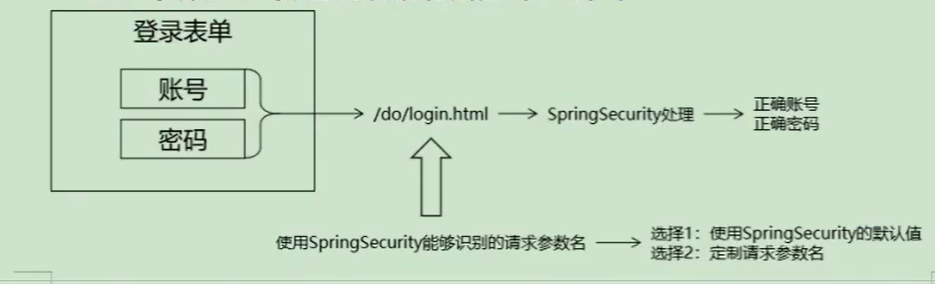 登录表单
账号
密码
/do/login.html
SpringSecurity处理
正确账号
正确密码
使用SpringSecurity能够识别的请求参数名
选择1：使用SpringSecurity的默认值
选择2：定制请求参数名